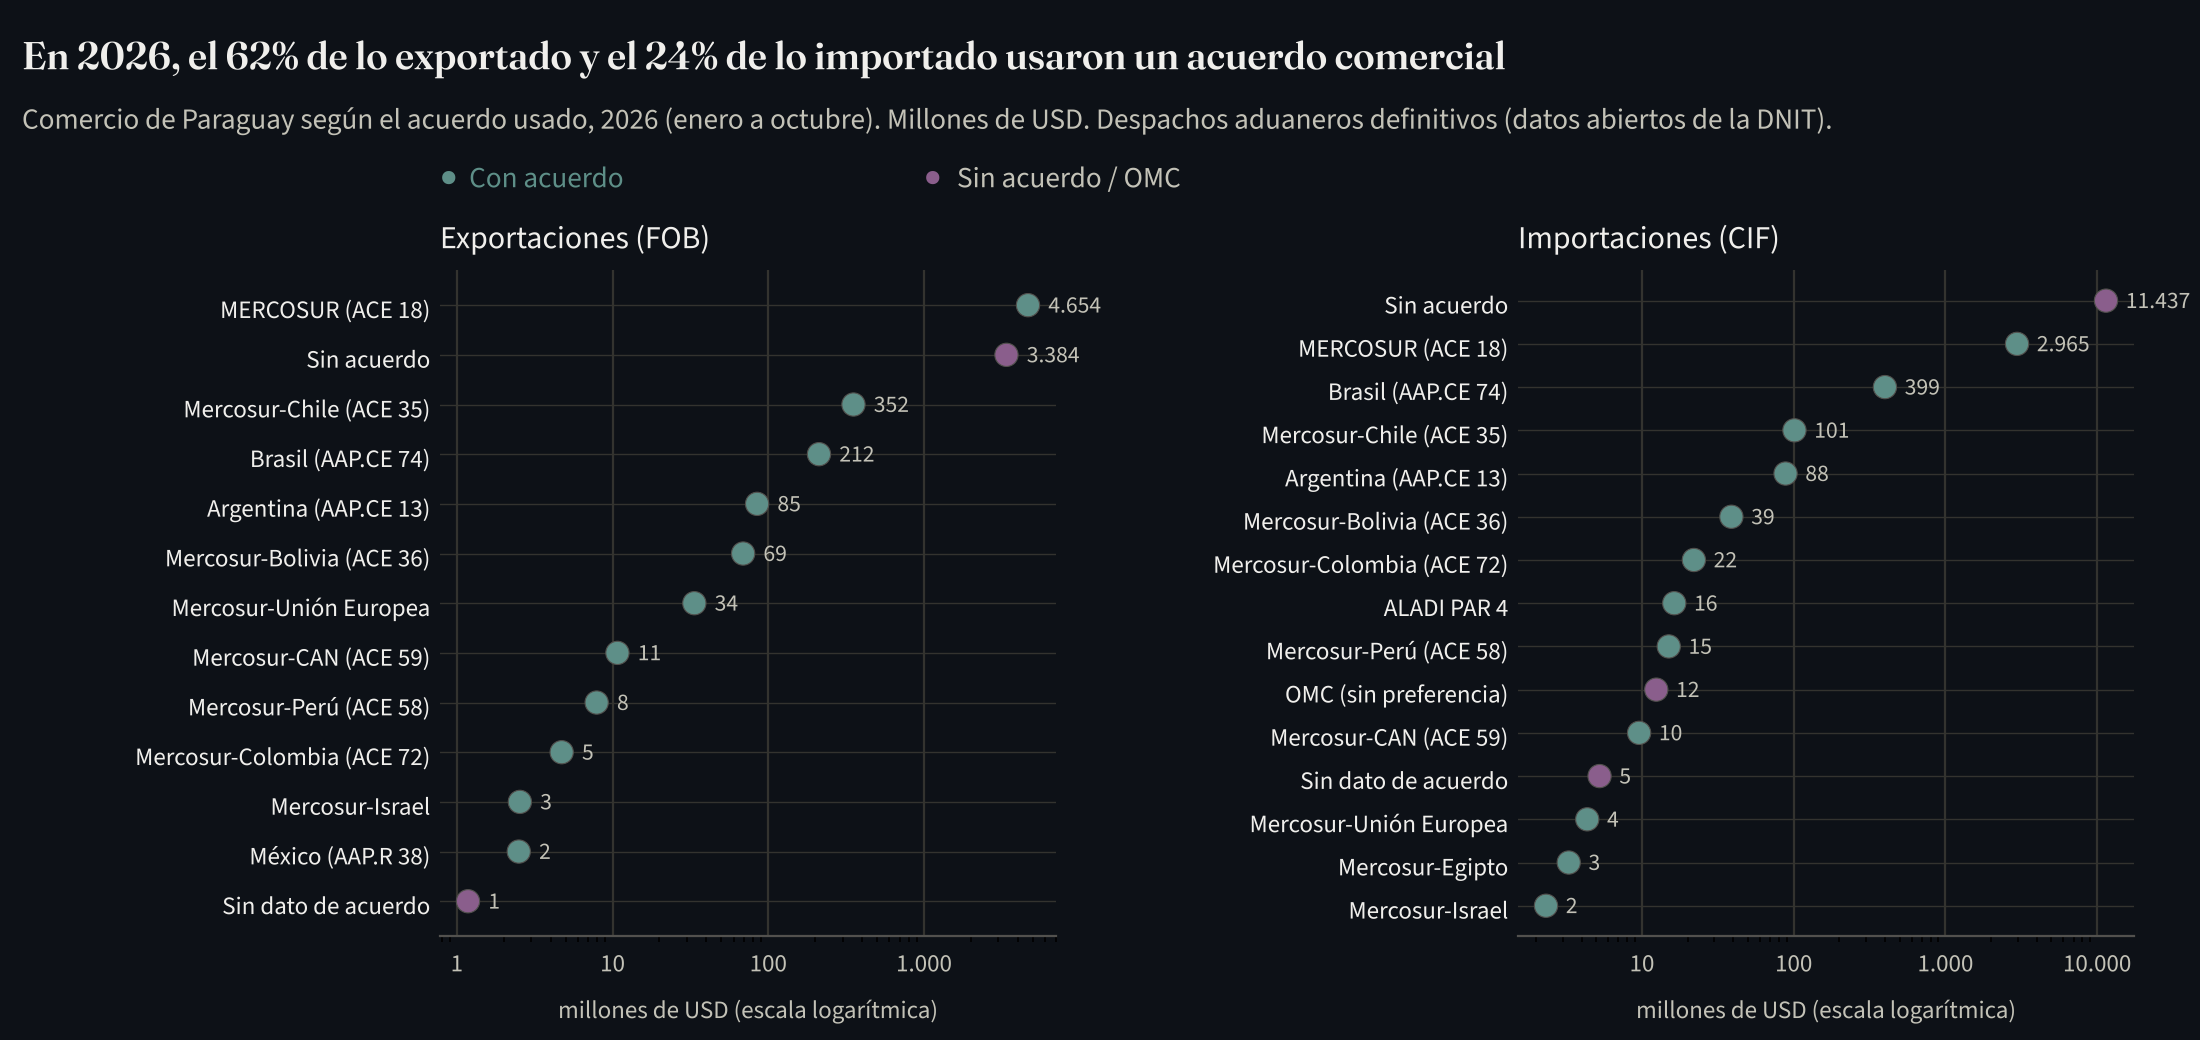 En 2026, el 62% de lo exportado y el 24% de lo importado usaron un acuerdo comercial
Comercio de Paraguay según el acuerdo usado, 2026 (enero a octubre). Millones de USD. Despachos aduaneros definitivos (datos abiertos de la DNIT).
Con acuerdo
Sin acuerdo / OMC
Exportaciones (FOB)
MERCOSUR (ACE 18) 4.654
Sin acuerdo 3.384
Mercosur-Chile (ACE 35) 352
Brasil (AAP.CE 74) 212
Argentina (AAP.CE 13) 85
Mercosur-Bolivia (ACE 36) 69
Mercosur-Unión Europea 34
Mercosur-CAN (ACE 59) 11
Mercosur-Perú (ACE 58) 8
Mercosur-Colombia (ACE 72) 5
Mercosur-Israel 3
México (AAP.R 38) 2
Sin dato de acuerdo 1
1 10 100 1.000
millones de USD (escala logarítmica)
Importaciones (CIF)
Sin acuerdo 11.437
MERCOSUR (ACE 18) 2.965
Brasil (AAP.CE 74) 399
Mercosur-Chile (ACE 35) 101
Argentina (AAP.CE 13) 88
Mercosur-Bolivia (ACE 36) 39
Mercosur-Colombia (ACE 72) 22
ALADI PAR 4 16
Mercosur-Perú (ACE 58) 15
OMC (sin preferencia) 12
Mercosur-CAN (ACE 59) 10
Sin dato de acuerdo 5
Mercosur-Unión Europea 4
Mercosur-Egipto 3
Mercosur-Israel 2
10 100 1.000 10.000
millones de USD (escala logarítmica)